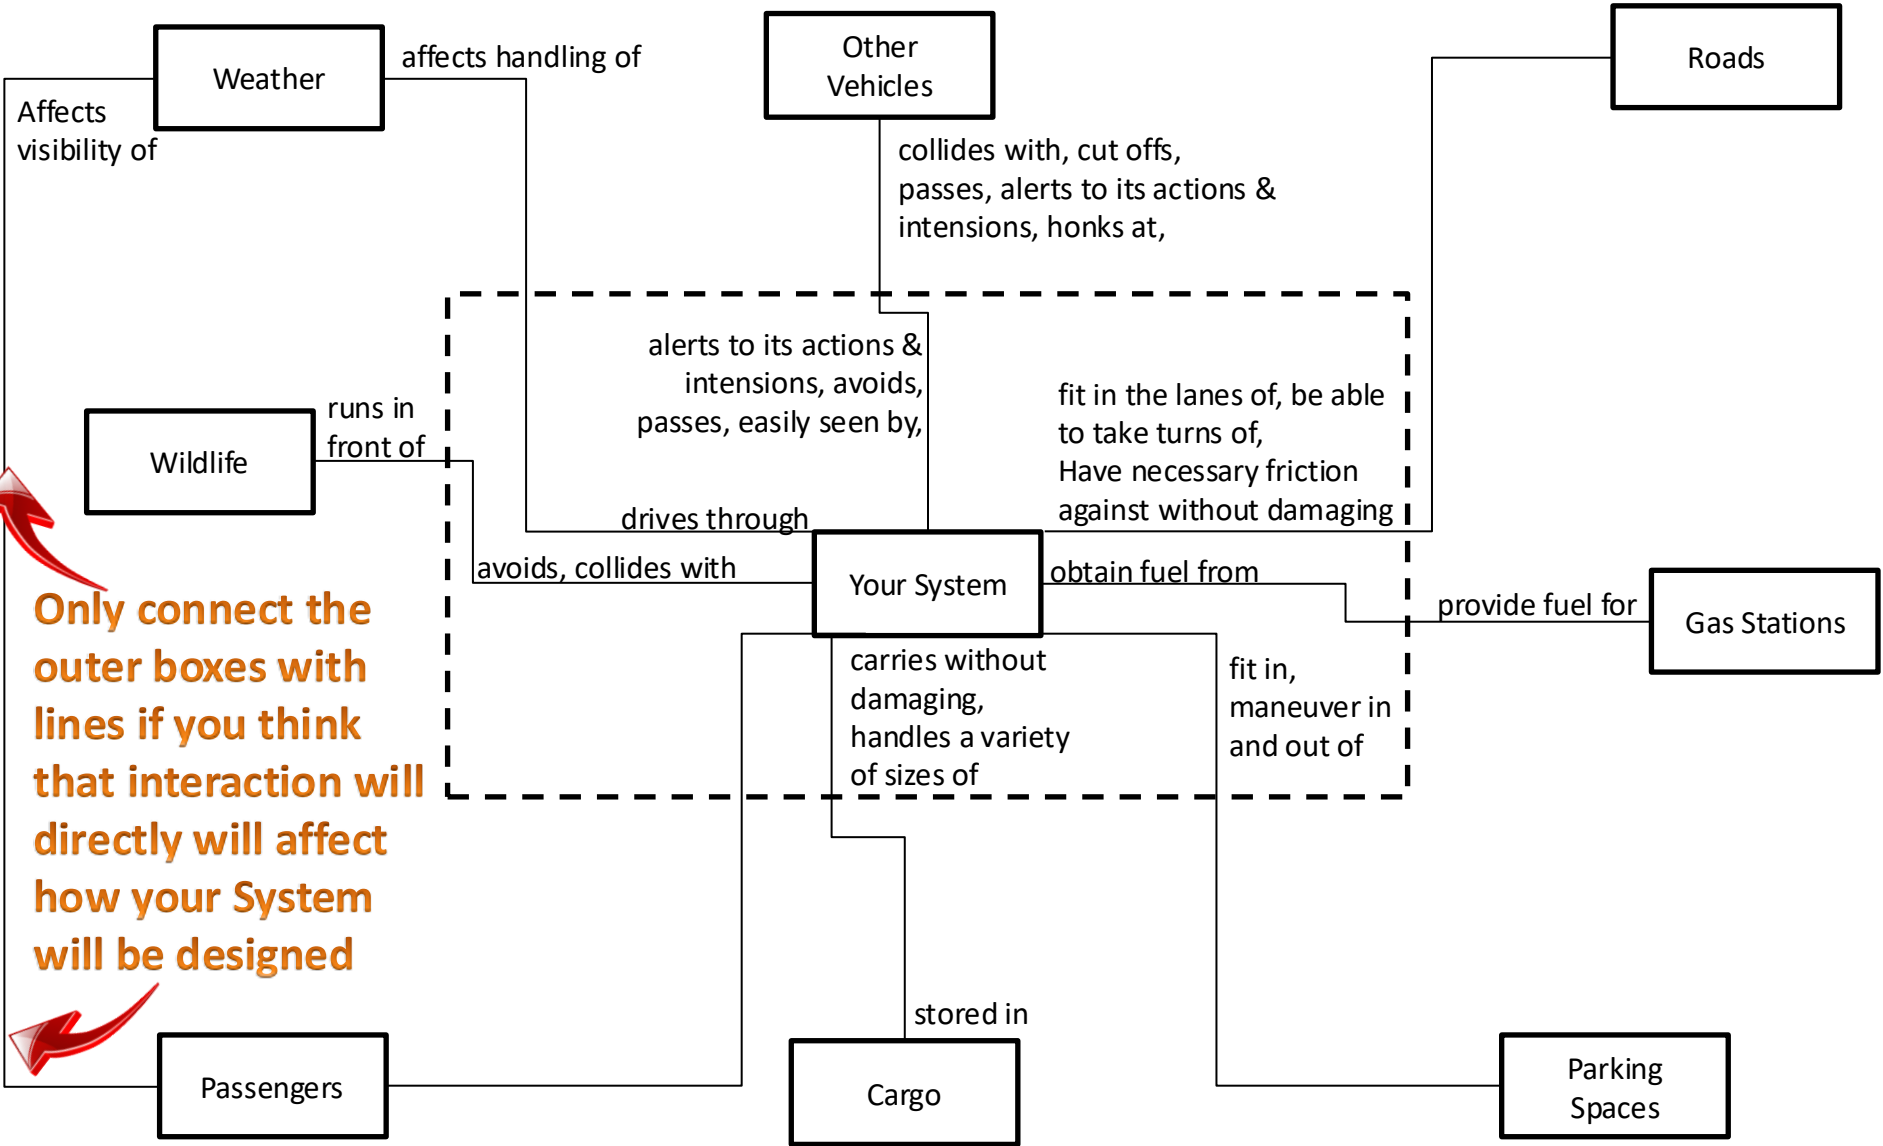 Weather
affects handling of
Other
Vehicles
Roads
Affects
visibility of
collides with, cut offs,
passes, alerts to its actions &
intensions, honks at,
alerts to its actions &
intensions, avoids,
passes, easily seen by,
fit in the lanes of, be able
to take turns of,
Have necessary friction
against without damaging
runs in
front of
Wildlife
drives through
avoids, collides with
Your System
obtain fuel from
provide fuel for
Gas Stations
Only connect the
outer boxes with
lines if you think
that interaction will
directly will affect
how your System
will be designed
carries without
damaging,
handles a variety
of sizes of
fit in,
maneuver in
and out of
stored in
Passengers
Cargo
Parking
Spaces